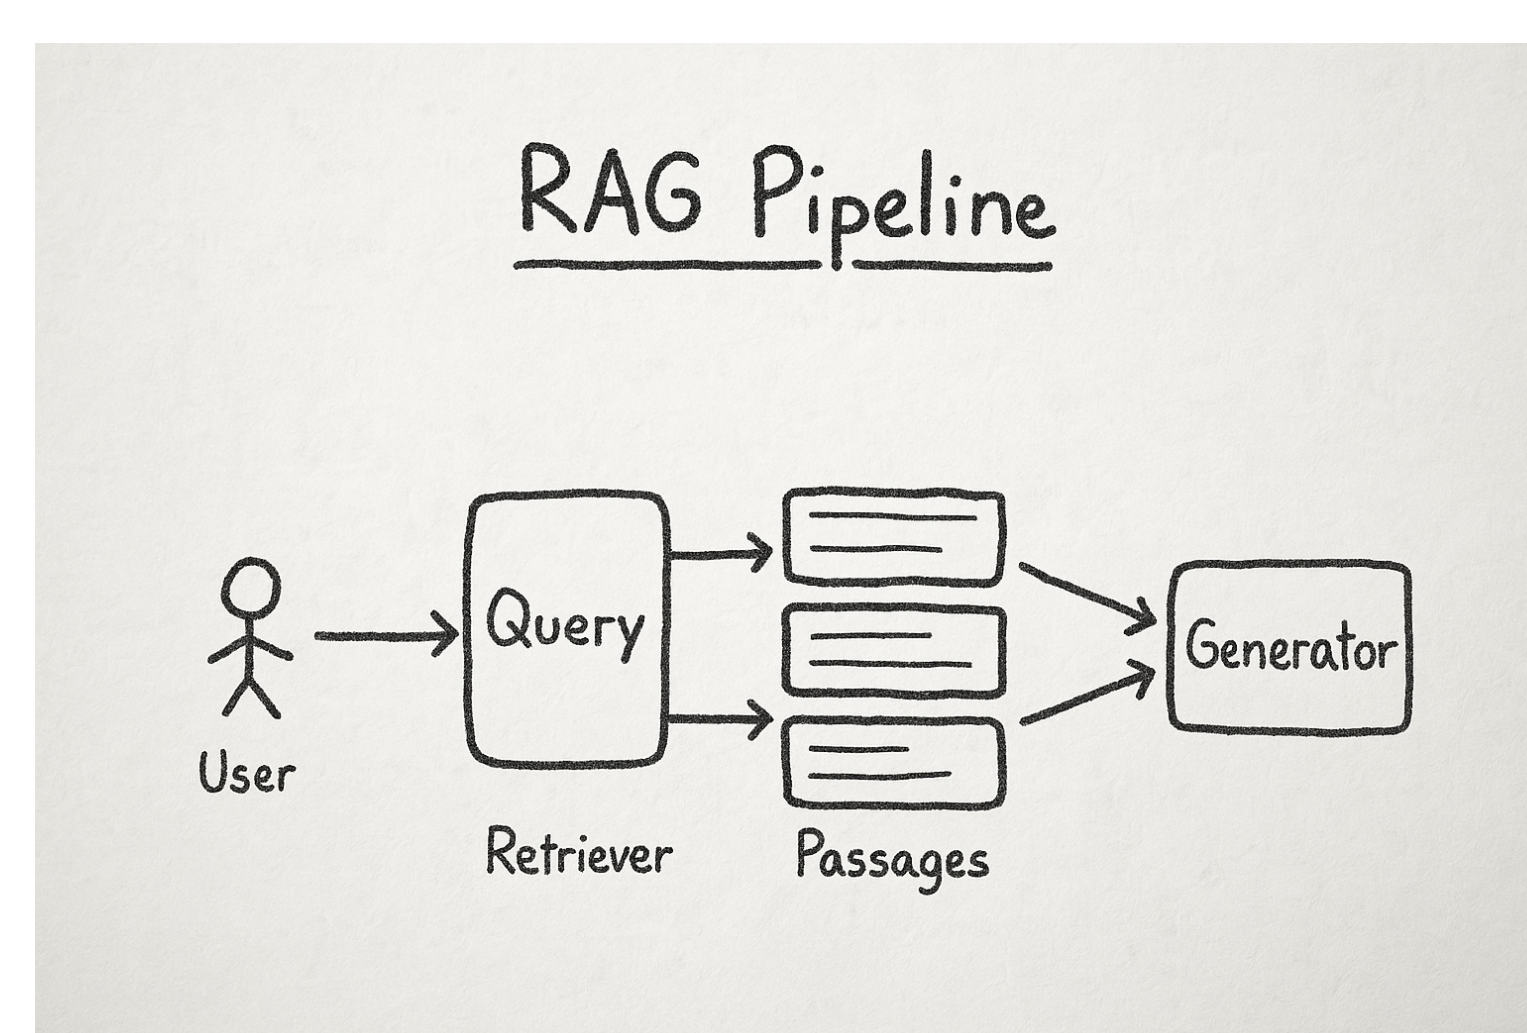 RAG Pipeline
Query
Generator
User
Retriever
Passages